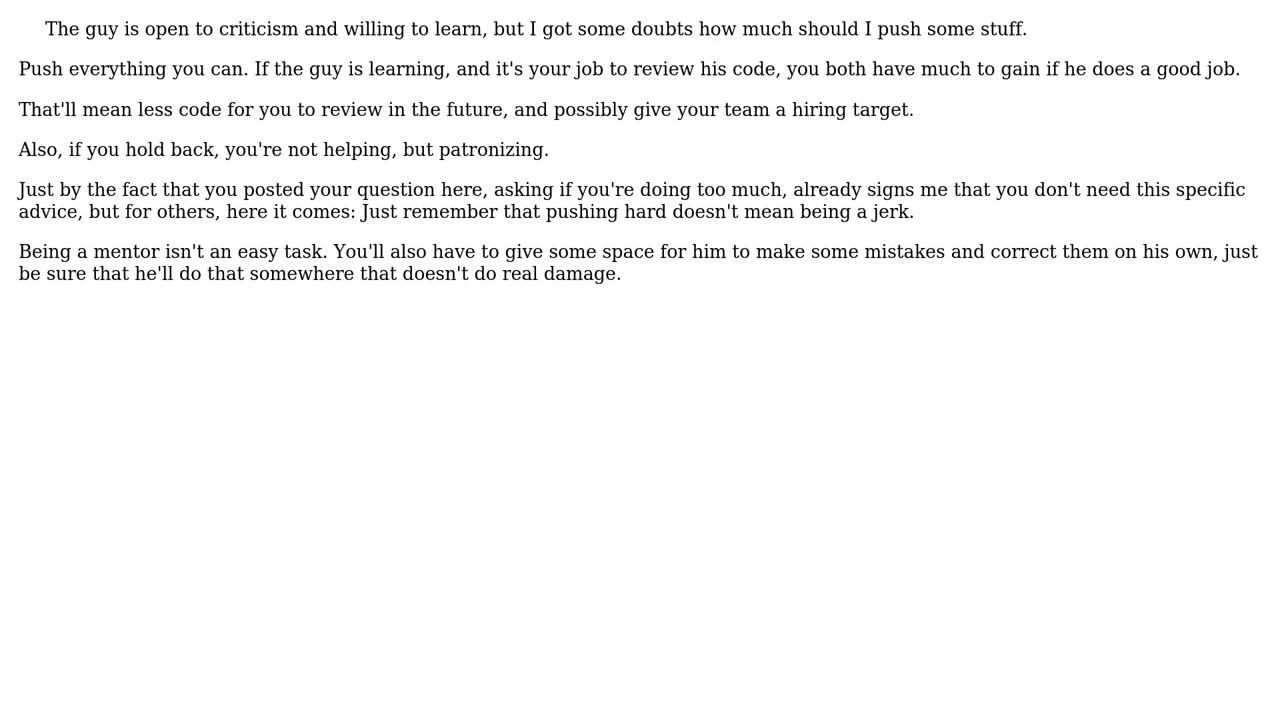 The guy is open to criticism and willing to learn, but I got some doubts how much should I push some stuff.
Push everything you can. If the guy is learning, and it's your job to review his code, you both have much to gain if he does a good job.
That'll mean less code for you to review in the future, and possibly give your team a hiring target.
Also, if you hold back, you're not helping, but patronizing.
Just by the fact that you posted your question here, asking if you're doing too much, already signs me that you don't need this specific
advice, but for others, here it comes: Just remember that pushing hard doesn't mean being a jerk.
Being a mentor isn't an easy task. You'll also have to give some space for him to make some mistakes and correct them on his own, just
be sure that he'll do that somewhere that doesn't do real damage.